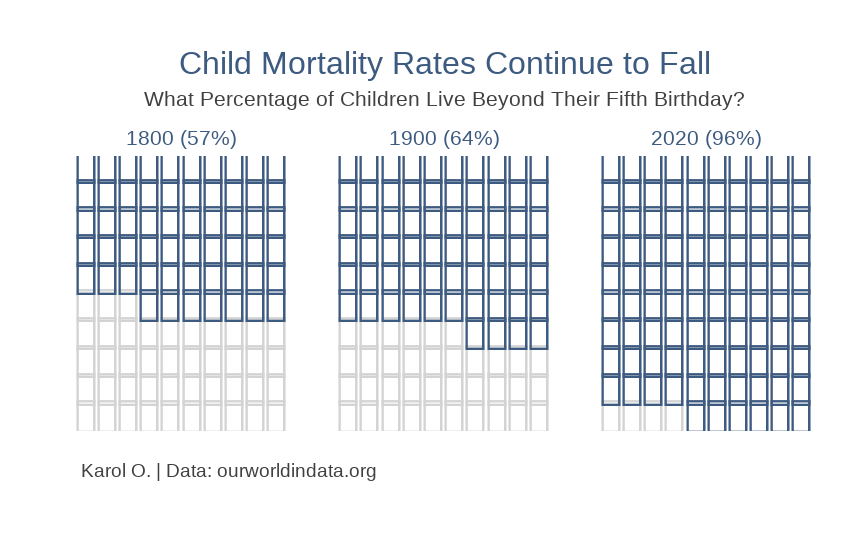 Child Mortality Rates Continue to Fall
What Percentage of Children Live Beyond Their Fifth Birthday?
1800 (57%)
1900 (64%)
2020 (96%)
Karol O. | Data: ourworldindata.org